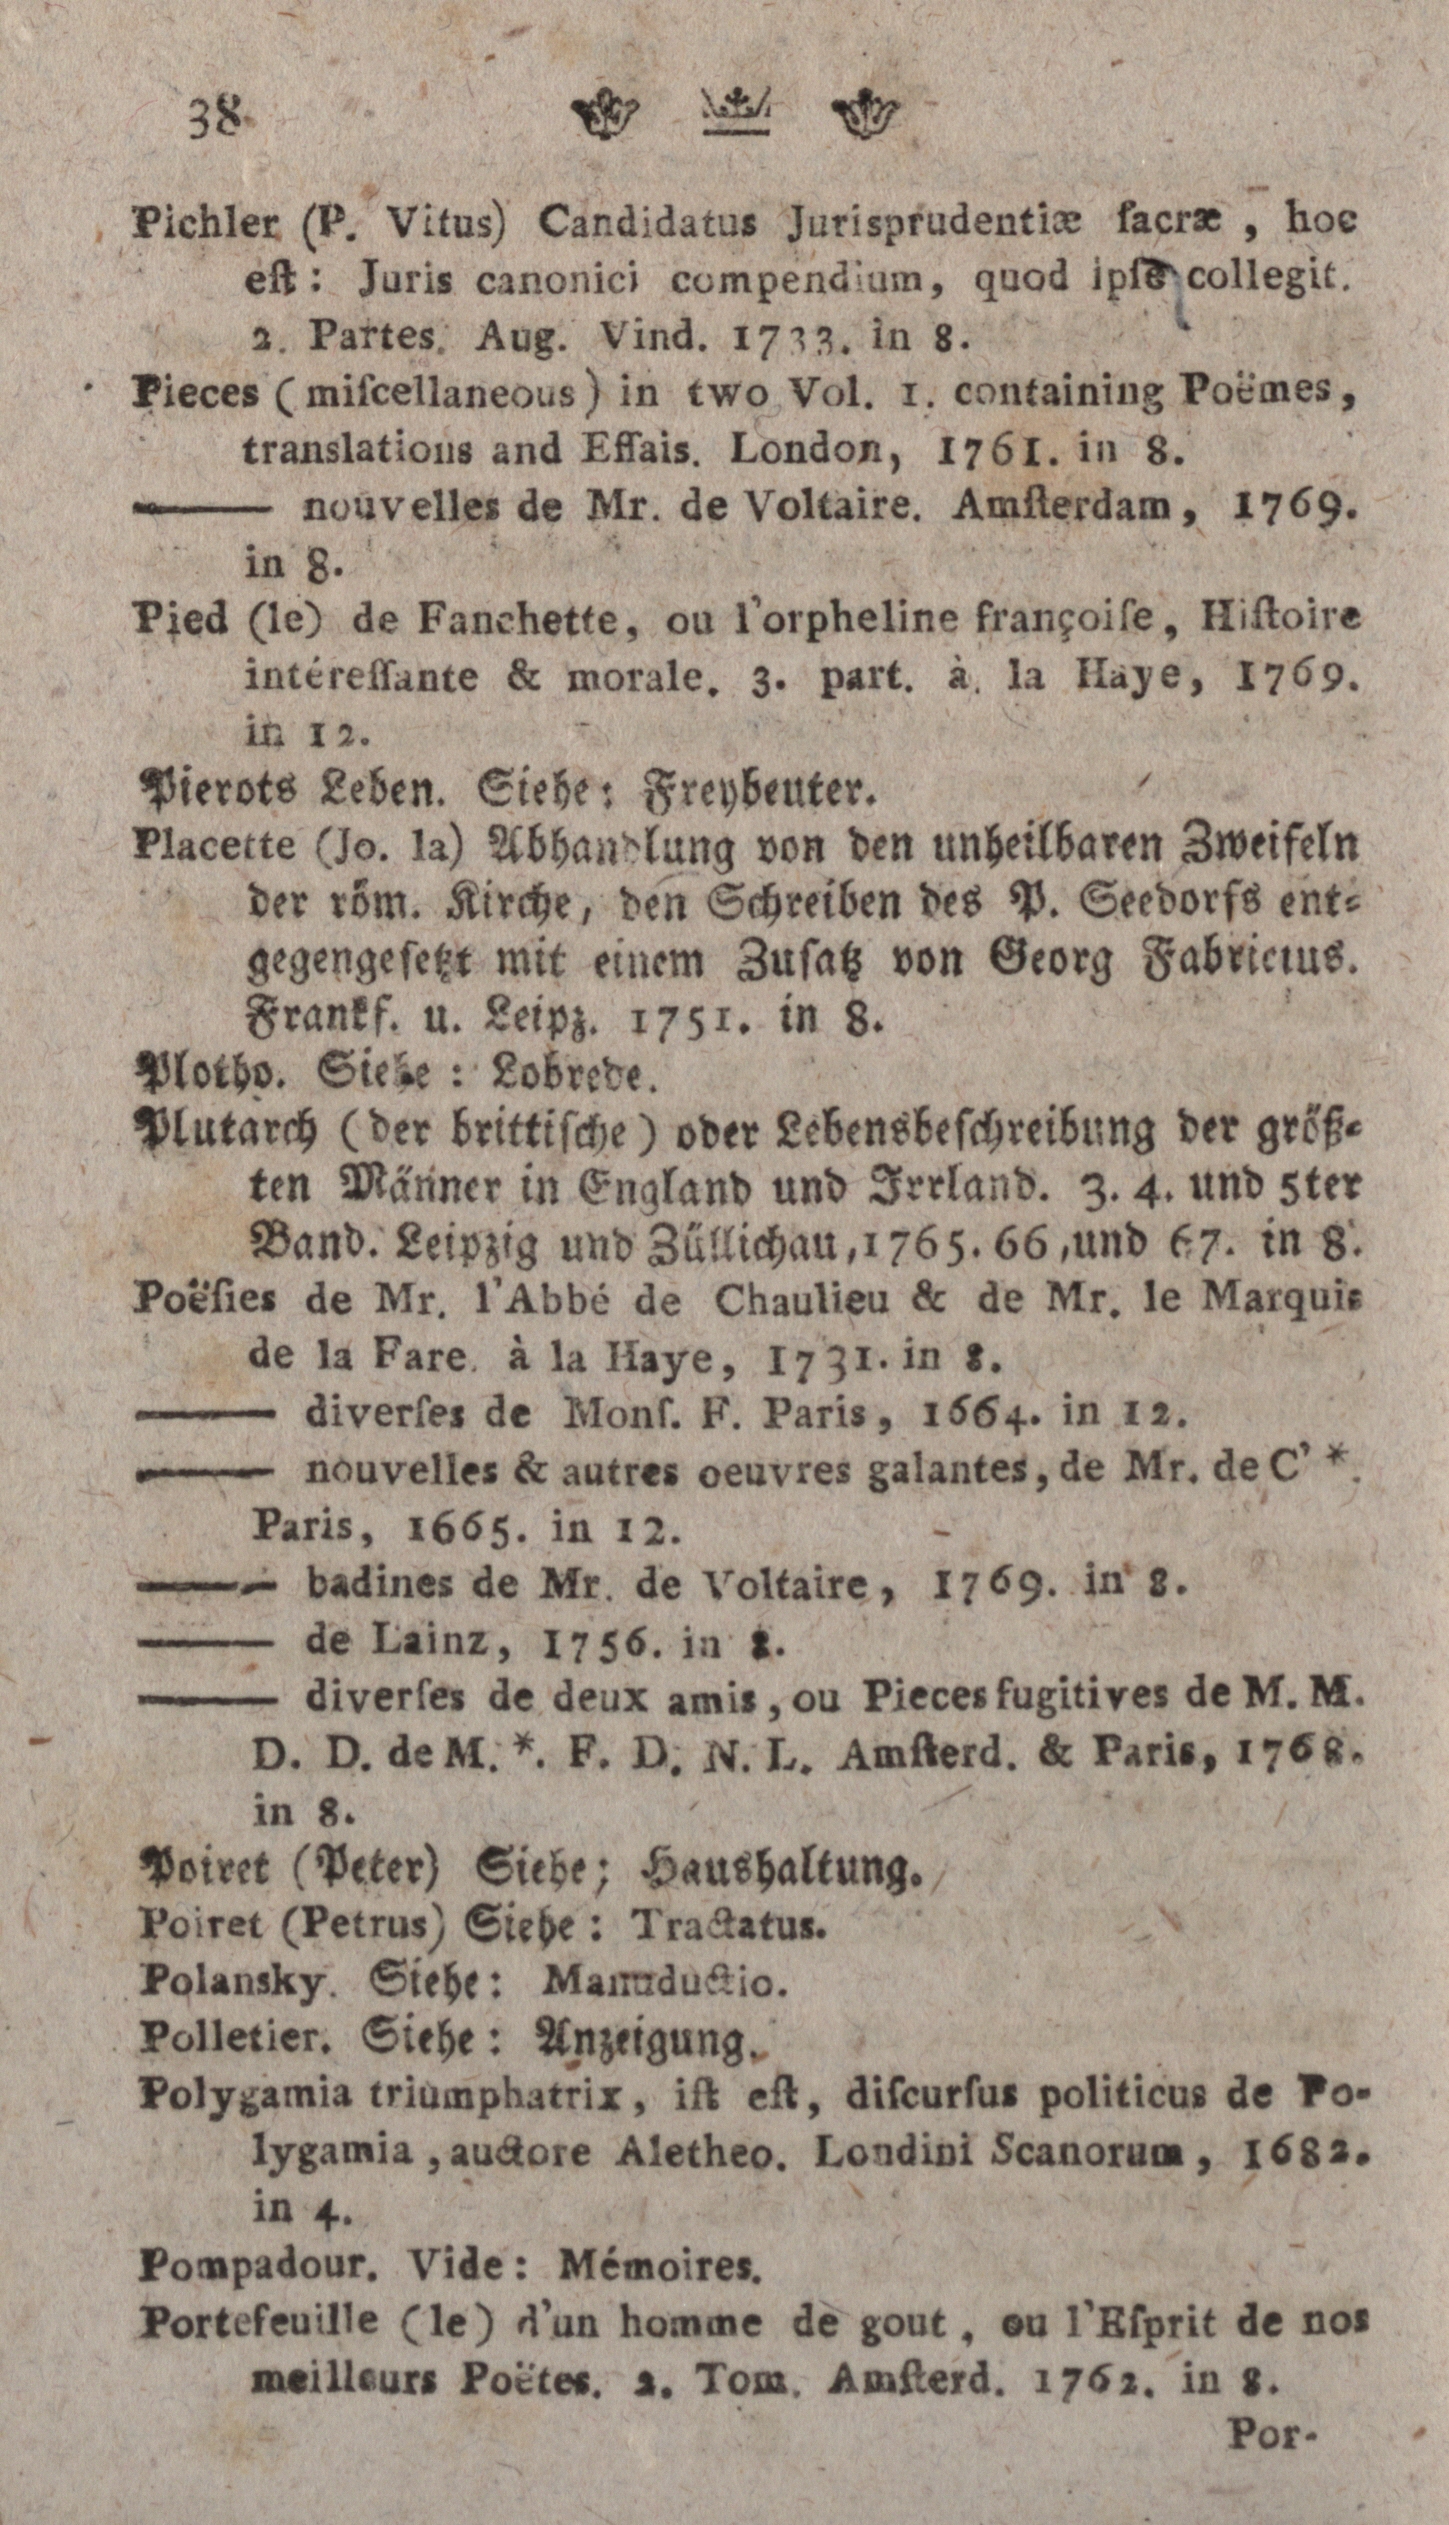 38
Pichler (P. Vitus) Candidatus Jurisprudentiæ ſacræ, hoc
eſt: Juris canonici compendium, quod ipſe collegit.
2. Partes. Aug. Vind. 1733. in 8.
Pieces (miſcellaneous) in two Vol. 1. containing Poëmes,
translations and Eſſais. London, 1761. in 8.
—— nouvelles de Mr. de Voltaire. Amſterdam, 1769.
in 8.
Pied (le) de Fanchette, ou l'orpheline françoiſe, Hiſtoire
intéreſſante & morale. 3. part. à la Haye, 1769.
in 12.
Pierots Leben. Siehe: Freybeuter.
Placette (Jo. la) Abhandlung von den unheilbaren Zweifeln
der röm. Kirche, den Schreiben des P. Seedorfs ent-
gegengeſetzt mit einem Zuſatz von Georg Fabricius.
Frankf. u. Leipz. 1751. in 8.
Plotho. Siehe: Lobrede.
Plutarch (der brittiſche) oder Lebensbeſchreibung der größ-
ten Männer in England und Irrland. 3. 4. und 5ter
Band. Leipzig und Züllichau, 1765. 66, und 67. in 8.
Poëſies de Mr. l'Abbé de Chaulieu & de Mr. le Marquis
de la Fare. à la Haye, 1731. in 8.
—— diverſes de Monſ. F. Paris, 1664. in 12.
—— nouvelles & autres oeuvres galantes, de Mr. de C' *.
Paris, 1665. in 12.
—— badines de Mr. de Voltaire, 1769. in 8.
—— de Lainz, 1756. in 8.
—— diverſes de deux amis, ou Pieces fugitives de M. M.
D. D. de M. *. F. D. N. L. Amſterd. & Paris, 1768.
in 8.
Poiret (Peter) Siehe; Haushaltung.
Poiret (Petrus) Siehe: Tractatus.
Polansky. Siehe: Manuductio.
Polletier. Siehe: Anzeigung.
Polygamia triumphatrix, iſt eſt, diſcurſus politicus de Po-
lygamia, auctore Aletheo. Londini Scanorum, 1682.
in 4.
Pompadour. Vide: Mémoires.
Portefeuille (le) d'un homme de gout, ou l'Eſprit de nos
meilleurs Poëtes. 2. Tom. Amſterd. 1762. in 8.
Por-